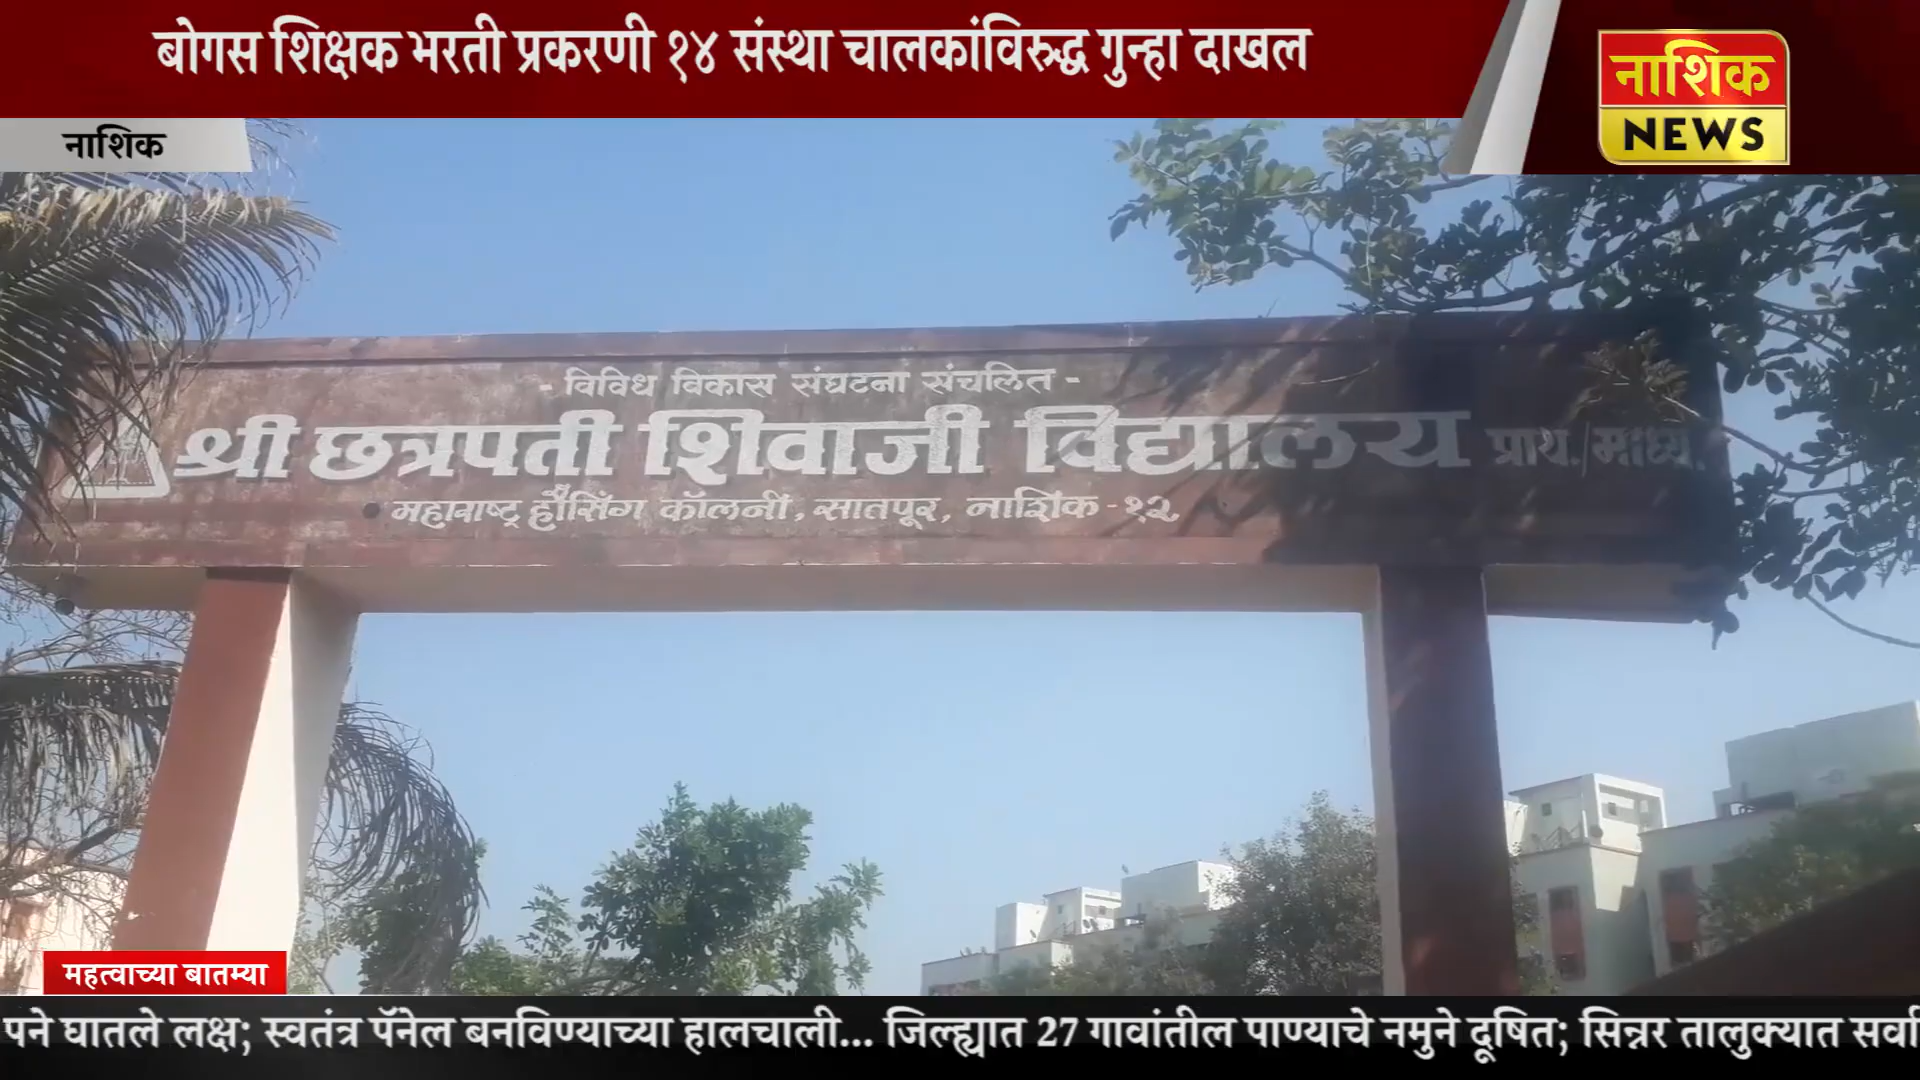 बोगस शिक्षक भरती प्रकरणी १४ संस्था चालकांविरुद्ध गुन्हा दाखल
नाशिक
NEWS
नाशिक
- विविध विकास संघटना संचलित -
श्री छत्रपती शिवाजी विद्यालय प्राथ./माध्य.
महाराष्ट्र हौसिंग कॉलनी, सातपूर, नाशिक - १२.
महत्वाच्या बातम्या
पने घातले लक्ष; स्वतंत्र पॅनेल बनविण्याच्या हालचाली... जिल्ह्यात 27 गावांतील पाण्याचे नमुने दूषित; सिन्नर तालुक्यात सर्वा